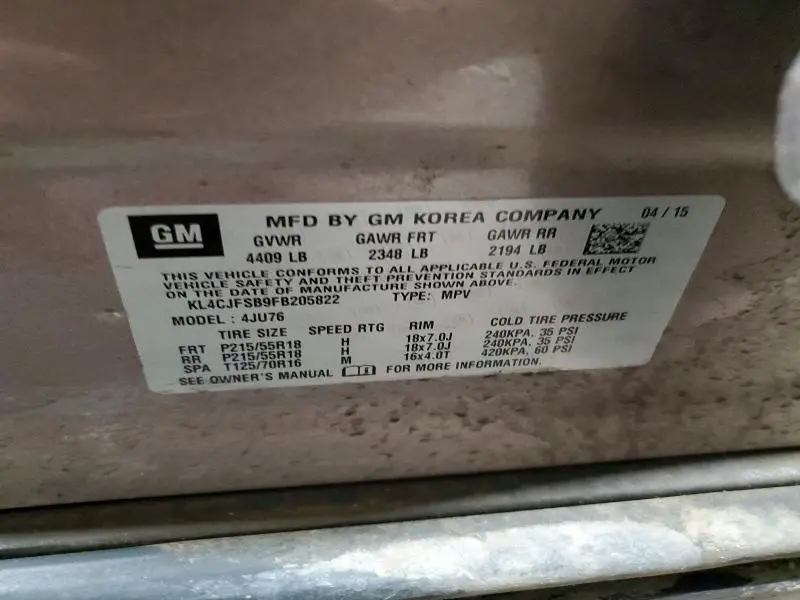 GM MFD BY GM KOREA COMPANY 04 / 15
GVWR GAWR FRT GAWR RR
4409 LB 2348 LB 2194 LB
THIS VEHICLE CONFORMS TO ALL APPLICABLE U.S. FEDERAL MOTOR
VEHICLE SAFETY AND THEFT PREVENTION STANDARDS IN EFFECT
ON THE DATE OF MANUFACTURE SHOWN ABOVE.
KL4CJFSB9FB205822 TYPE: MPV
MODEL : 4JU76
TIRE SIZE SPEED RTG RIM COLD TIRE PRESSURE
FRT P215/55R18 H 18x7.0J 240KPA, 35 PSI
RR P215/55R18 H 18x7.0J 240KPA, 35 PSI
SPA T125/70R16 M 16x4.0T 420KPA, 60 PSI
SEE OWNER'S MANUAL FOR MORE INFORMATION.